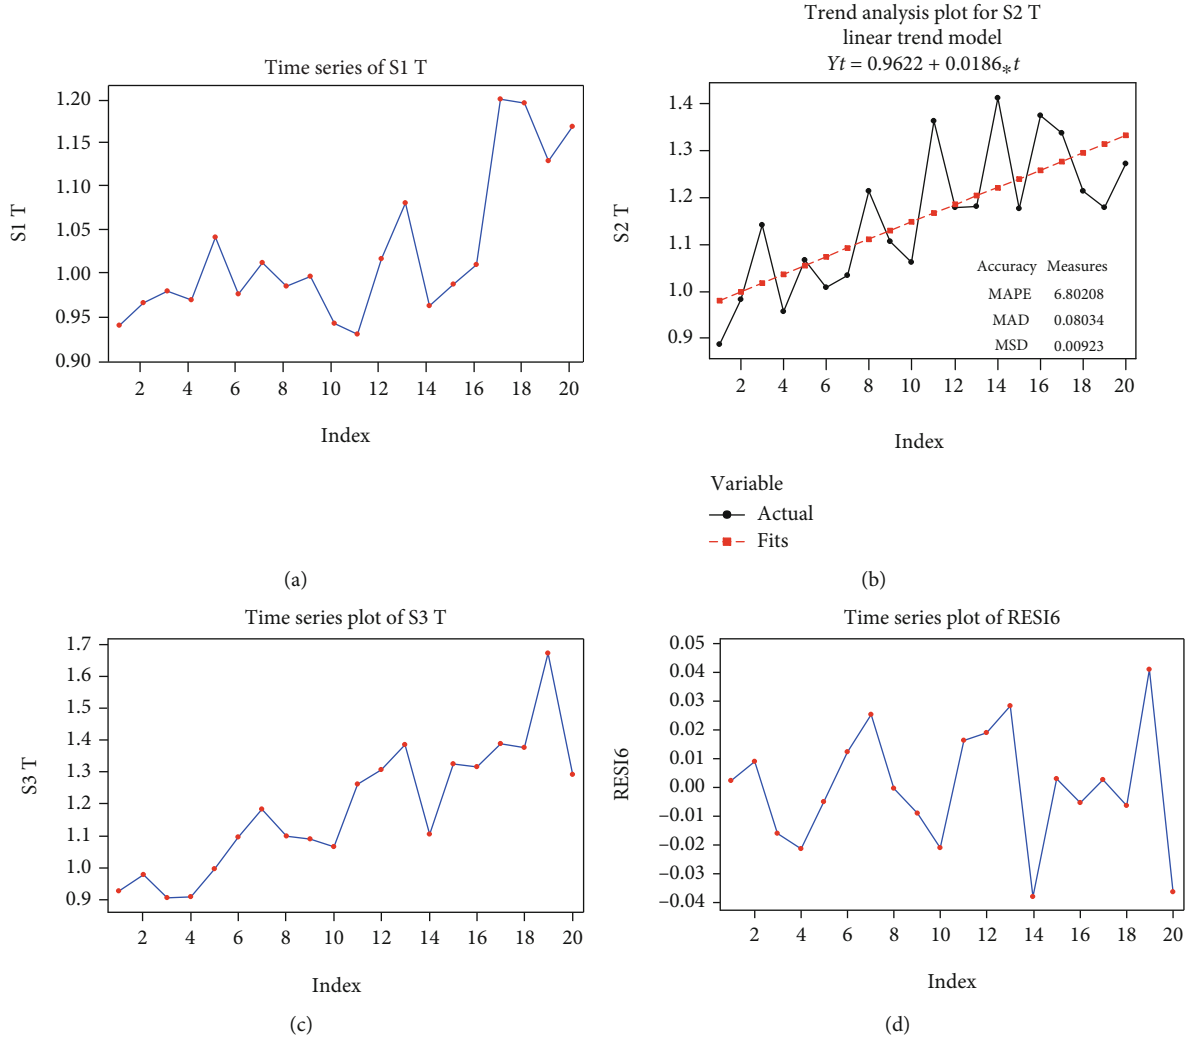 Time series of S1 T
S1 T
1.20
1.15
1.10
1.05
1.00
0.95
0.90
2 4 6 8 10 12 14 16 18 20
Index
(a)
Trend analysis plot for S2 T
linear trend model
Yt = 0.9622 + 0.0186*t
S2 T
1.4
1.3
1.2
1.1
1.0
0.9
Accuracy Measures
MAPE 6.80208
MAD 0.08034
MSD 0.00923
2 4 6 8 10 12 14 16 18 20
Index
Variable
Actual
Fits
(b)
Time series plot of S3 T
S3 T
1.7
1.6
1.5
1.4
1.3
1.2
1.1
1.0
0.9
2 4 6 8 10 12 14 16 18 20
Index
(c)
Time series plot of RESI6
RESI6
0.05
0.04
0.03
0.02
0.01
0.00
–0.01
–0.02
–0.03
–0.04
2 4 6 8 10 12 14 16 18 20
Index
(d)